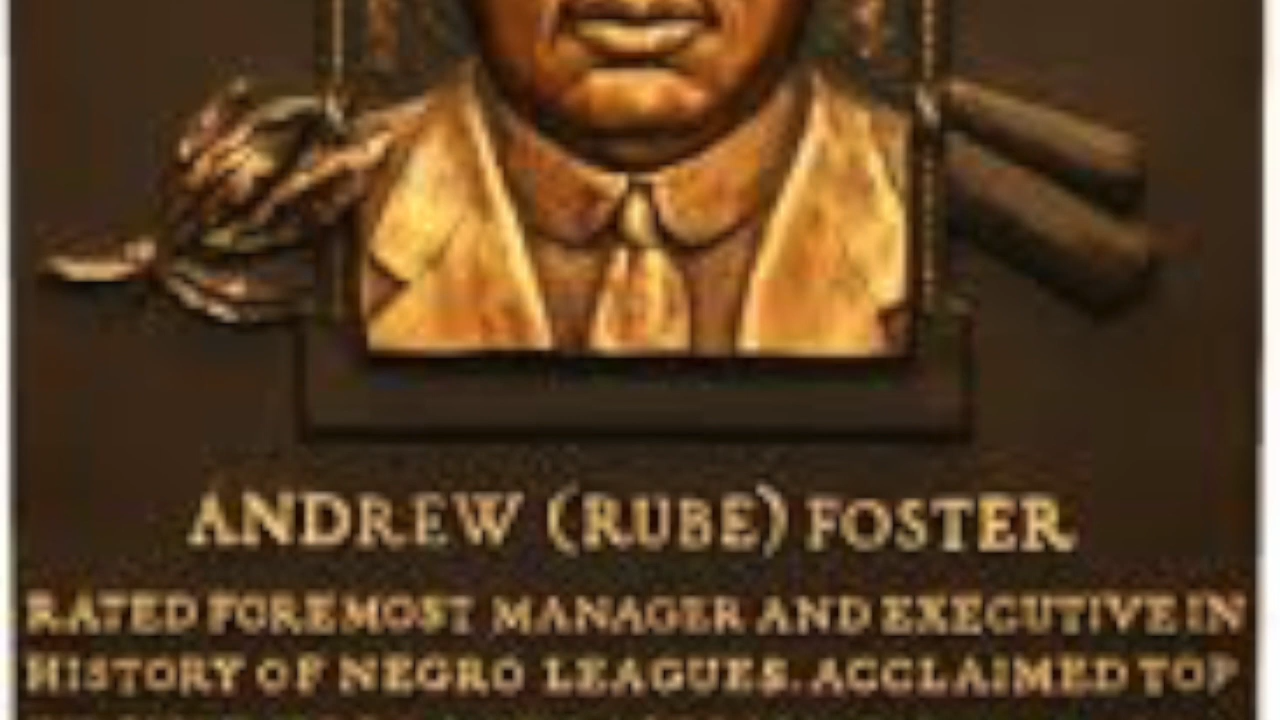 ANDREW (RUBE) FOSTER
RATED FOREMOST MANAGER AND EXECUTIVE IN
HISTORY OF NEGRO LEAGUES. ACCLAIMED TOP